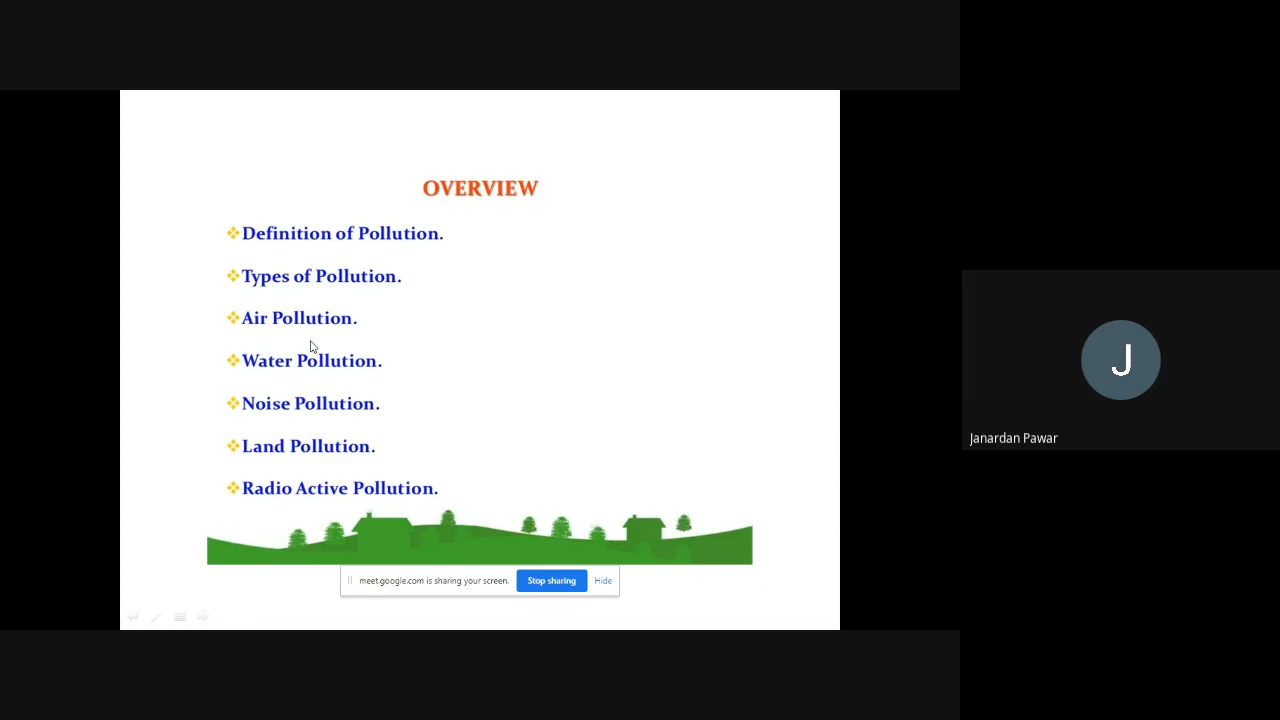 OVERVIEW
Definition of Pollution.
Types of Pollution.
Air Pollution.
Water Pollution.
Noise Pollution.
Land Pollution.
Radio Active Pollution.
meet.google.com is sharing your screen. Stop sharing Hide
J
Janardan Pawar